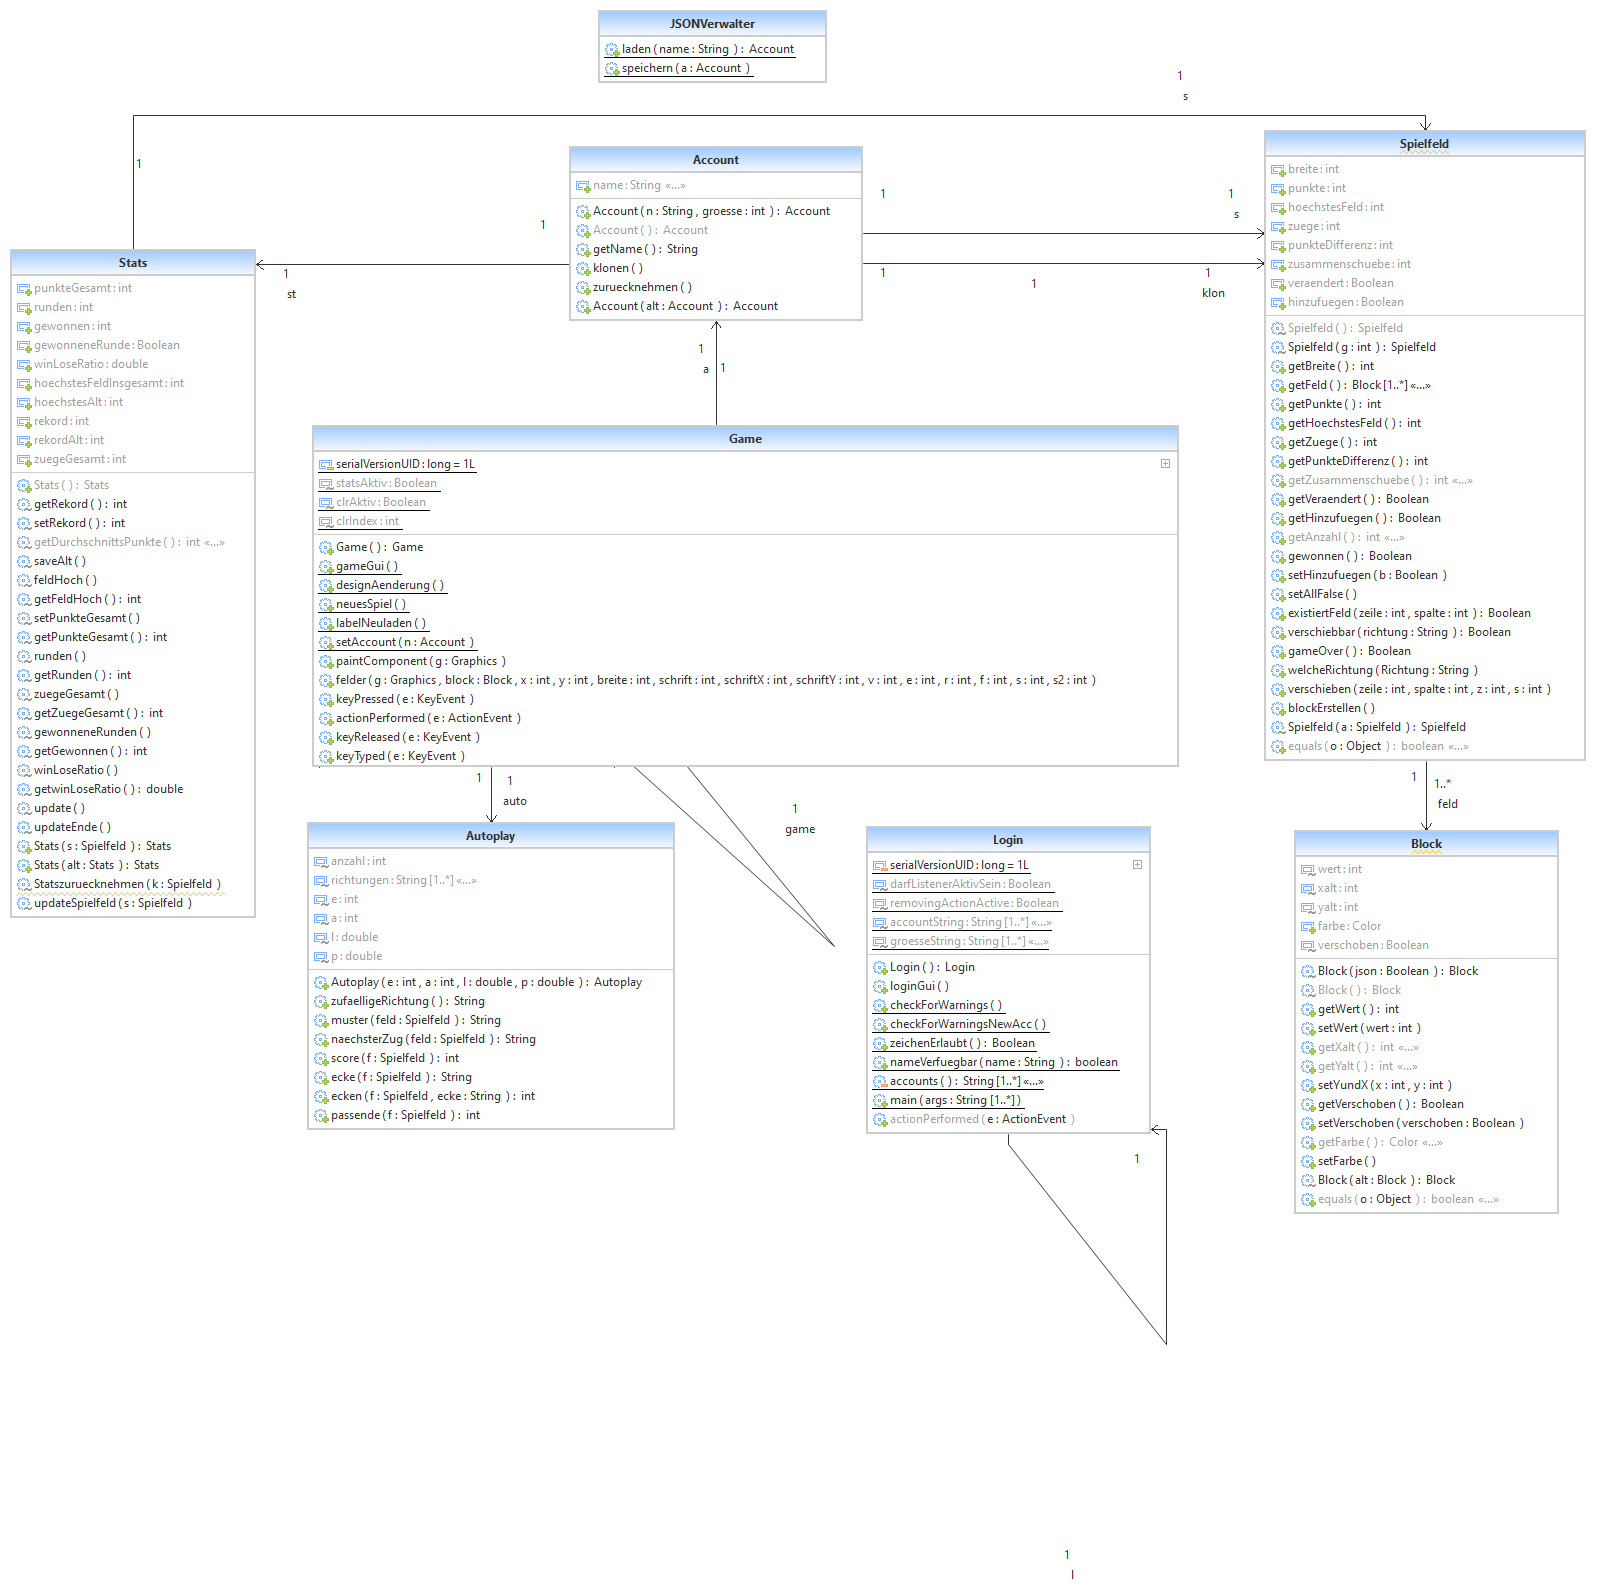 JSONVerwalter
laden ( name : String ) : Account
speichern ( a : Account )
1
s
1
Account
name : String «...»
Account ( n : String , groesse : int ) : Account
Account ( ) : Account
getName ( ) : String
klonen ( )
zuruecknehmen ( )
Account ( alt : Account ) : Account
1
1
s
1
1
st
1
1
1
klon
1
a
1
Spielfeld
breite : int
punkte : int
hoechstesFeld : int
zuege : int
punkteDifferenz : int
zusammenschuebe : int
veraendert : Boolean
hinzufuegen : Boolean
Spielfeld ( ) : Spielfeld
Spielfeld ( g : int ) : Spielfeld
getBreite ( ) : int
getFeld ( ) : Block [1..*] «...»
getPunkte ( ) : int
getHoechstesFeld ( ) : int
getZuege ( ) : int
getPunkteDifferenz ( ) : int
getZusammenschuebe ( ) : int «...»
getVeraendert ( ) : Boolean
getHinzufuegen ( ) : Boolean
getAnzahl ( ) : int «...»
gewonnen ( ) : Boolean
setHinzufuegen ( b : Boolean )
setAllFalse ( )
existiertFeld ( zeile : int , spalte : int ) : Boolean
verschiebbar ( richtung : String ) : Boolean
gameOver ( ) : Boolean
welcheRichtung ( Richtung : String )
verschieben ( zeile : int , spalte : int , z : int , s : int )
blockErstellen ( )
Spielfeld ( a : Spielfeld ) : Spielfeld
equals ( o : Object ) : boolean «...»
Stats
punkteGesamt : int
runden : int
gewonnen : int
gewonneneRunde : Boolean
winLoseRatio : double
hoechstesFeldInsgesamt : int
hoechstesAlt : int
rekord : int
rekordAlt : int
zuegeGesamt : int
Stats ( ) : Stats
getRekord ( ) : int
setRekord ( ) : int
getDurchschnittsPunkte ( ) : int «...»
saveAlt ( )
feldHoch ( )
getFeldHoch ( ) : int
setPunkteGesamt ( )
getPunkteGesamt ( ) : int
runden ( )
getRunden ( ) : int
zuegeGesamt ( )
getZuegeGesamt ( ) : int
gewonneneRunden ( )
getGewonnen ( ) : int
winLoseRatio ( )
getwinLoseRatio ( ) : double
update ( )
updateEnde ( )
Stats ( s : Spielfeld ) : Stats
Stats ( alt : Stats ) : Stats
Statszuruecknehmen ( k : Spielfeld )
updateSpielfeld ( s : Spielfeld )
Game
serialVersionUID : long = 1L
statsAktiv : Boolean
clrAktiv : Boolean
clrIndex : int
Game ( ) : Game
gameGui ( )
designAenderung ( )
neuesSpiel ( )
labelNeuladen ( )
setAccount ( n : Account )
paintComponent ( g : Graphics )
felder ( g : Graphics , block : Block , x : int , y : int , breite : int , schrift : int , schriftX : int , schriftY : int , v : int , e : int , r : int , f : int , s : int , s2 : int )
keyPressed ( e : KeyEvent )
actionPerformed ( e : ActionEvent )
keyReleased ( e : KeyEvent )
keyTyped ( e : KeyEvent )
1
1
auto
1
game
1
1..*
feld
Autoplay
anzahl : int
richtungen : String [1..*] «...»
e : int
a : int
l : double
p : double
Autoplay ( e : int , a : int , l : double , p : double ) : Autoplay
zufaelligeRichtung ( ) : String
muster ( feld : Spielfeld ) : String
naechsterZug ( feld : Spielfeld ) : String
score ( f : Spielfeld ) : int
ecke ( f : Spielfeld ) : String
ecken ( f : Spielfeld , ecke : String ) : int
passende ( f : Spielfeld ) : int
Login
serialVersionUID : long = 1L
darfListenerAktivSein : Boolean
removingActionActive : Boolean
accountString : String [1..*] «...»
groesseString : String [1..*] «...»
Login ( ) : Login
loginGui ( )
checkForWarnings ( )
checkForWarningsNewAcc ( )
zeichenErlaubt ( ) : Boolean
nameVerfuegbar ( name : String ) : boolean
accounts ( ) : String [1..*] «...»
main ( args : String [1..*] )
actionPerformed ( e : ActionEvent )
1
Block
wert : int
xalt : int
yalt : int
farbe : Color
verschoben : Boolean
Block ( json : Boolean ) : Block
Block ( ) : Block
getWert ( ) : int
setWert ( wert : int )
getXalt ( ) : int «...»
getYalt ( ) : int «...»
setYundX ( x : int , y : int )
getVerschoben ( ) : Boolean
setVerschoben ( verschoben : Boolean )
getFarbe ( ) : Color «...»
setFarbe ( )
Block ( alt : Block ) : Block
equals ( o : Object ) : boolean «...»
1
l